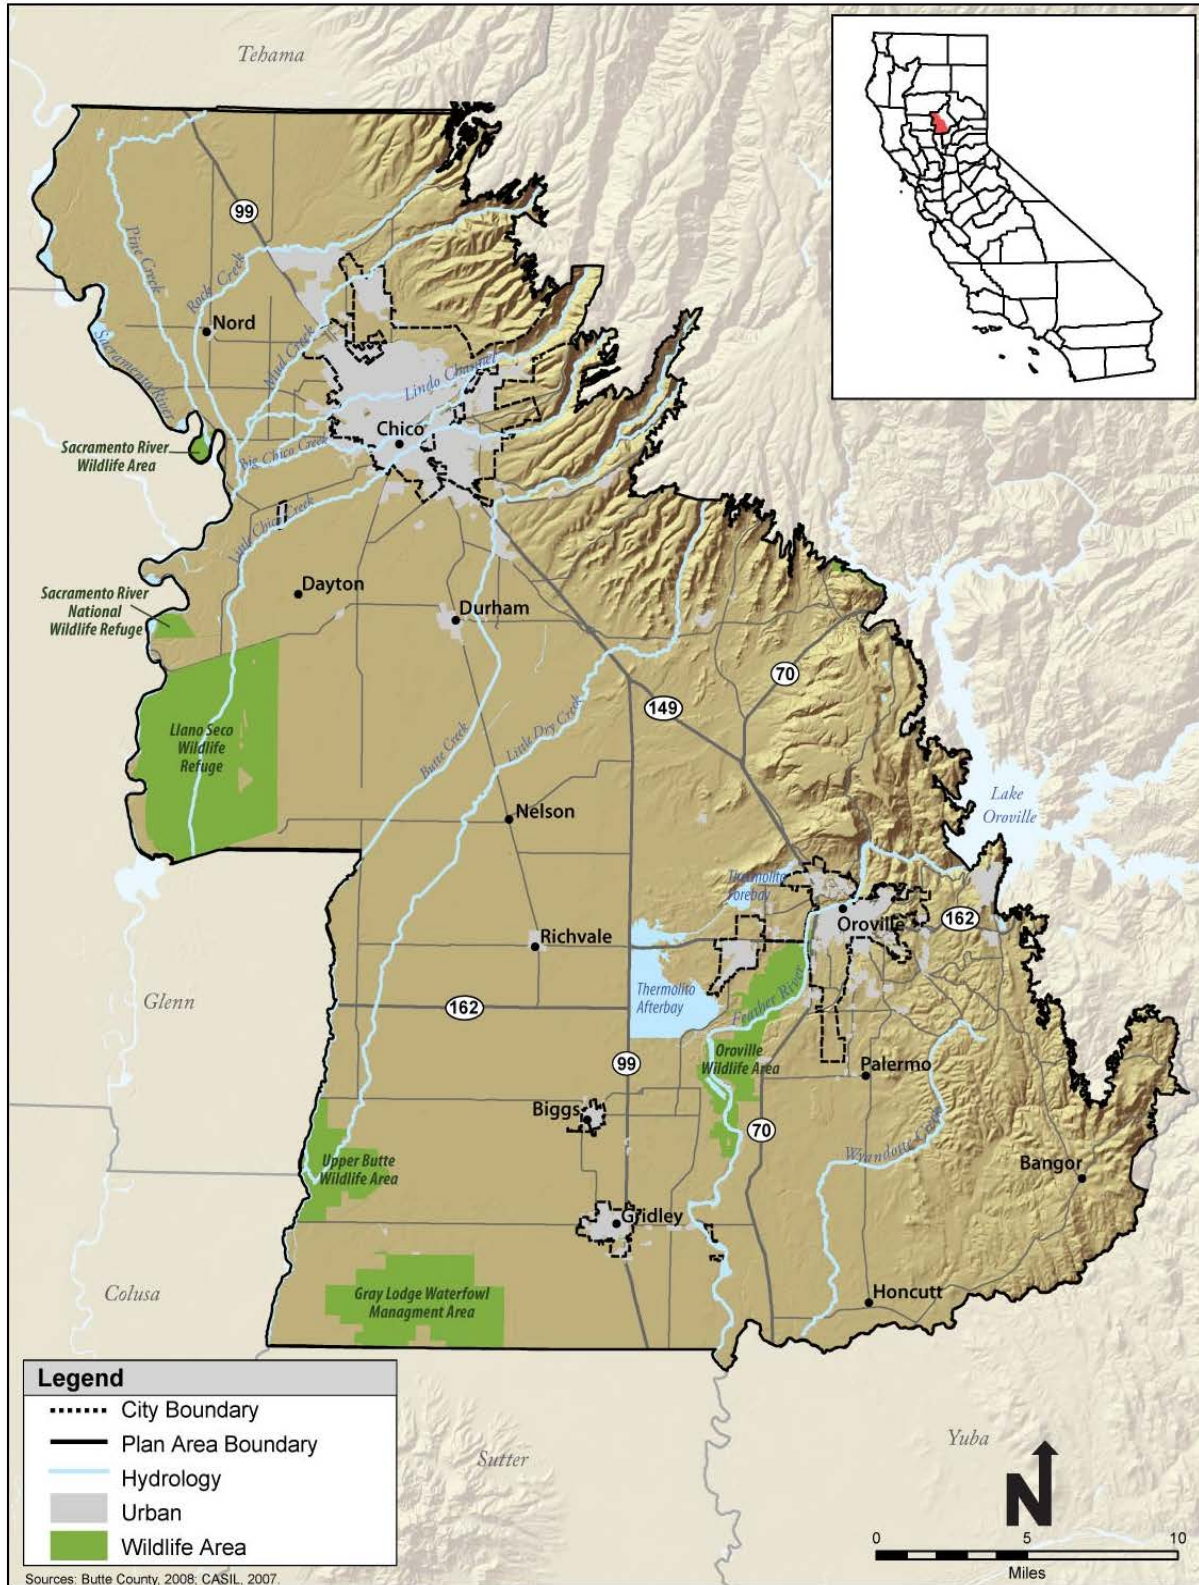 Tehama
99
Pine Creek
Rock Creek
Nord
Mud Creek
Sacramento River
Lindo Channel
Chico
Sacramento River
Wildlife Area
Big Chico Creek
Little Chico Creek
Dayton
Sacramento River
National
Wildlife Refuge
Durham
70
149
Llano Seco
Wildlife
Refuge
Butte Creek
Little Dry Creek
Nelson
Lake
Oroville
Thermolito
Forebay
Oroville
162
Richvale
Glenn
Thermolito
Afterbay
Feather River
162
Oroville
Wildlife Area
99
Palermo
Biggs
70
Wyandotte Creek
Upper Butte
Wildlife Area
Bangor
Gridley
Colusa
Gray Lodge Waterfowl
Managment Area
Honcutt
Legend
City Boundary
Plan Area Boundary
Hydrology
Urban
Wildlife Area
Sutter
Yuba
N
0 5 10
Miles
Sources: Butte County, 2008; CASIL, 2007.